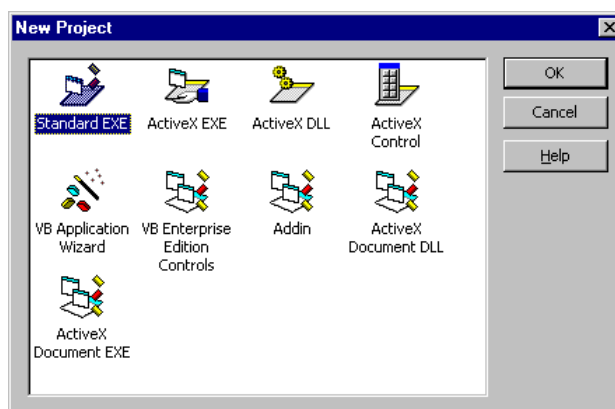 New Project
Standard EXE
ActiveX EXE
ActiveX DLL
ActiveX
Control
VB Application
Wizard
VB Enterprise
Edition
Controls
Addin
ActiveX
Document DLL
ActiveX
Document EXE
OK
Cancel
Help